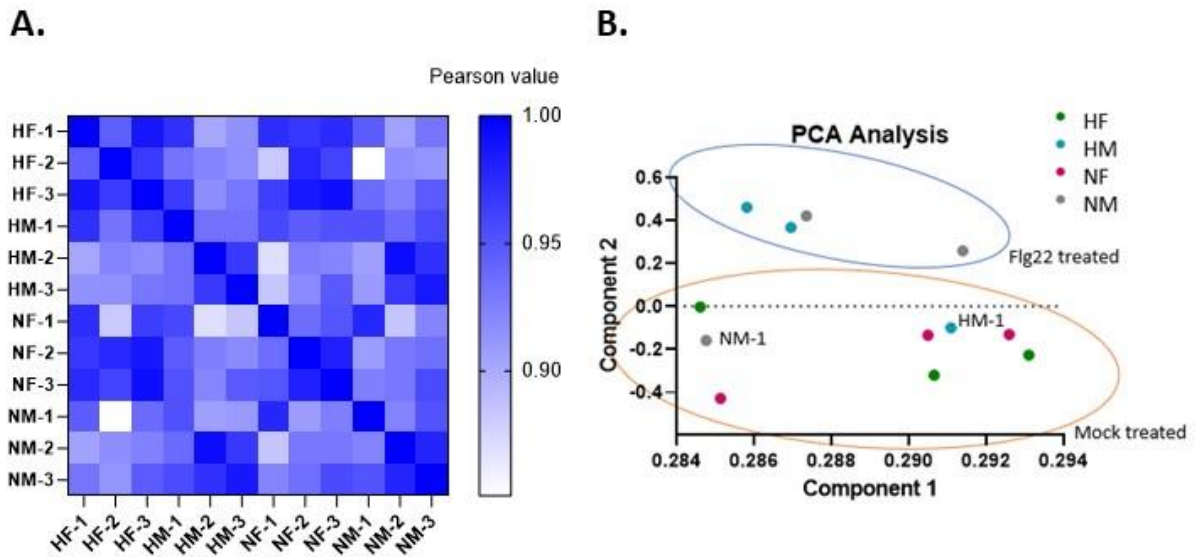 A.
Pearson value
1.00
0.95
0.90
HF-1
HF-2
HF-3
HM-1
HM-2
HM-3
NF-1
NF-2
NF-3
NM-1
NM-2
NM-3
HF-1 HF-2 HF-3 HM-1 HM-2 HM-3 NF-1 NF-2 NF-3 NM-1 NM-2 NM-3
B.
PCA Analysis
HF
HM
NF
NM
Component 2
0.6
0.4
0.2
0.0
-0.2
-0.4
Flg22 treated
HM-1
NM-1
Mock treated
0.284 0.286 0.288 0.290 0.292 0.294
Component 1